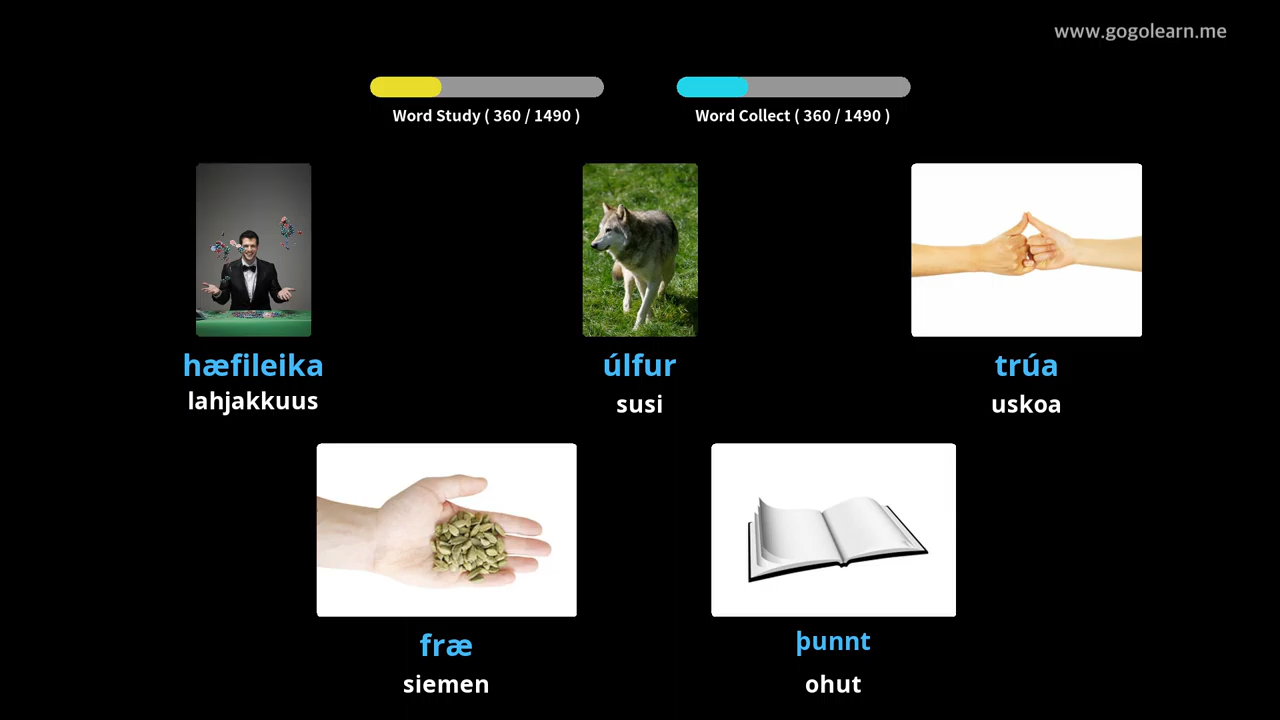 www.gogolearn.me
Word Study ( 360 / 1490 )
Word Collect ( 360 / 1490 )
hæfileika
lahjakkuus
úlfur
susi
trúa
uskoa
fræ
siemen
þunnt
ohut